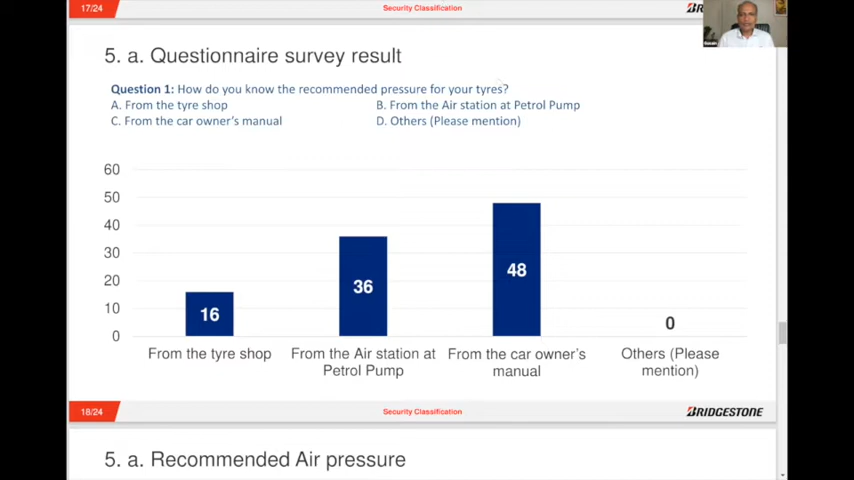 17/24
Security Classification
5. a. Questionnaire survey result
Question 1: How do you know the recommended pressure for your tyres?
A. From the tyre shop
B. From the Air station at Petrol Pump
C. From the car owner's manual
D. Others (Please mention)
60
50
40
30
20
10
0
16
36
48
0
From the tyre shop
From the Air station at
Petrol Pump
From the car owner's
manual
Others (Please
mention)
18/24
Security Classification
BRIDGESTONE
5. a. Recommended Air pressure